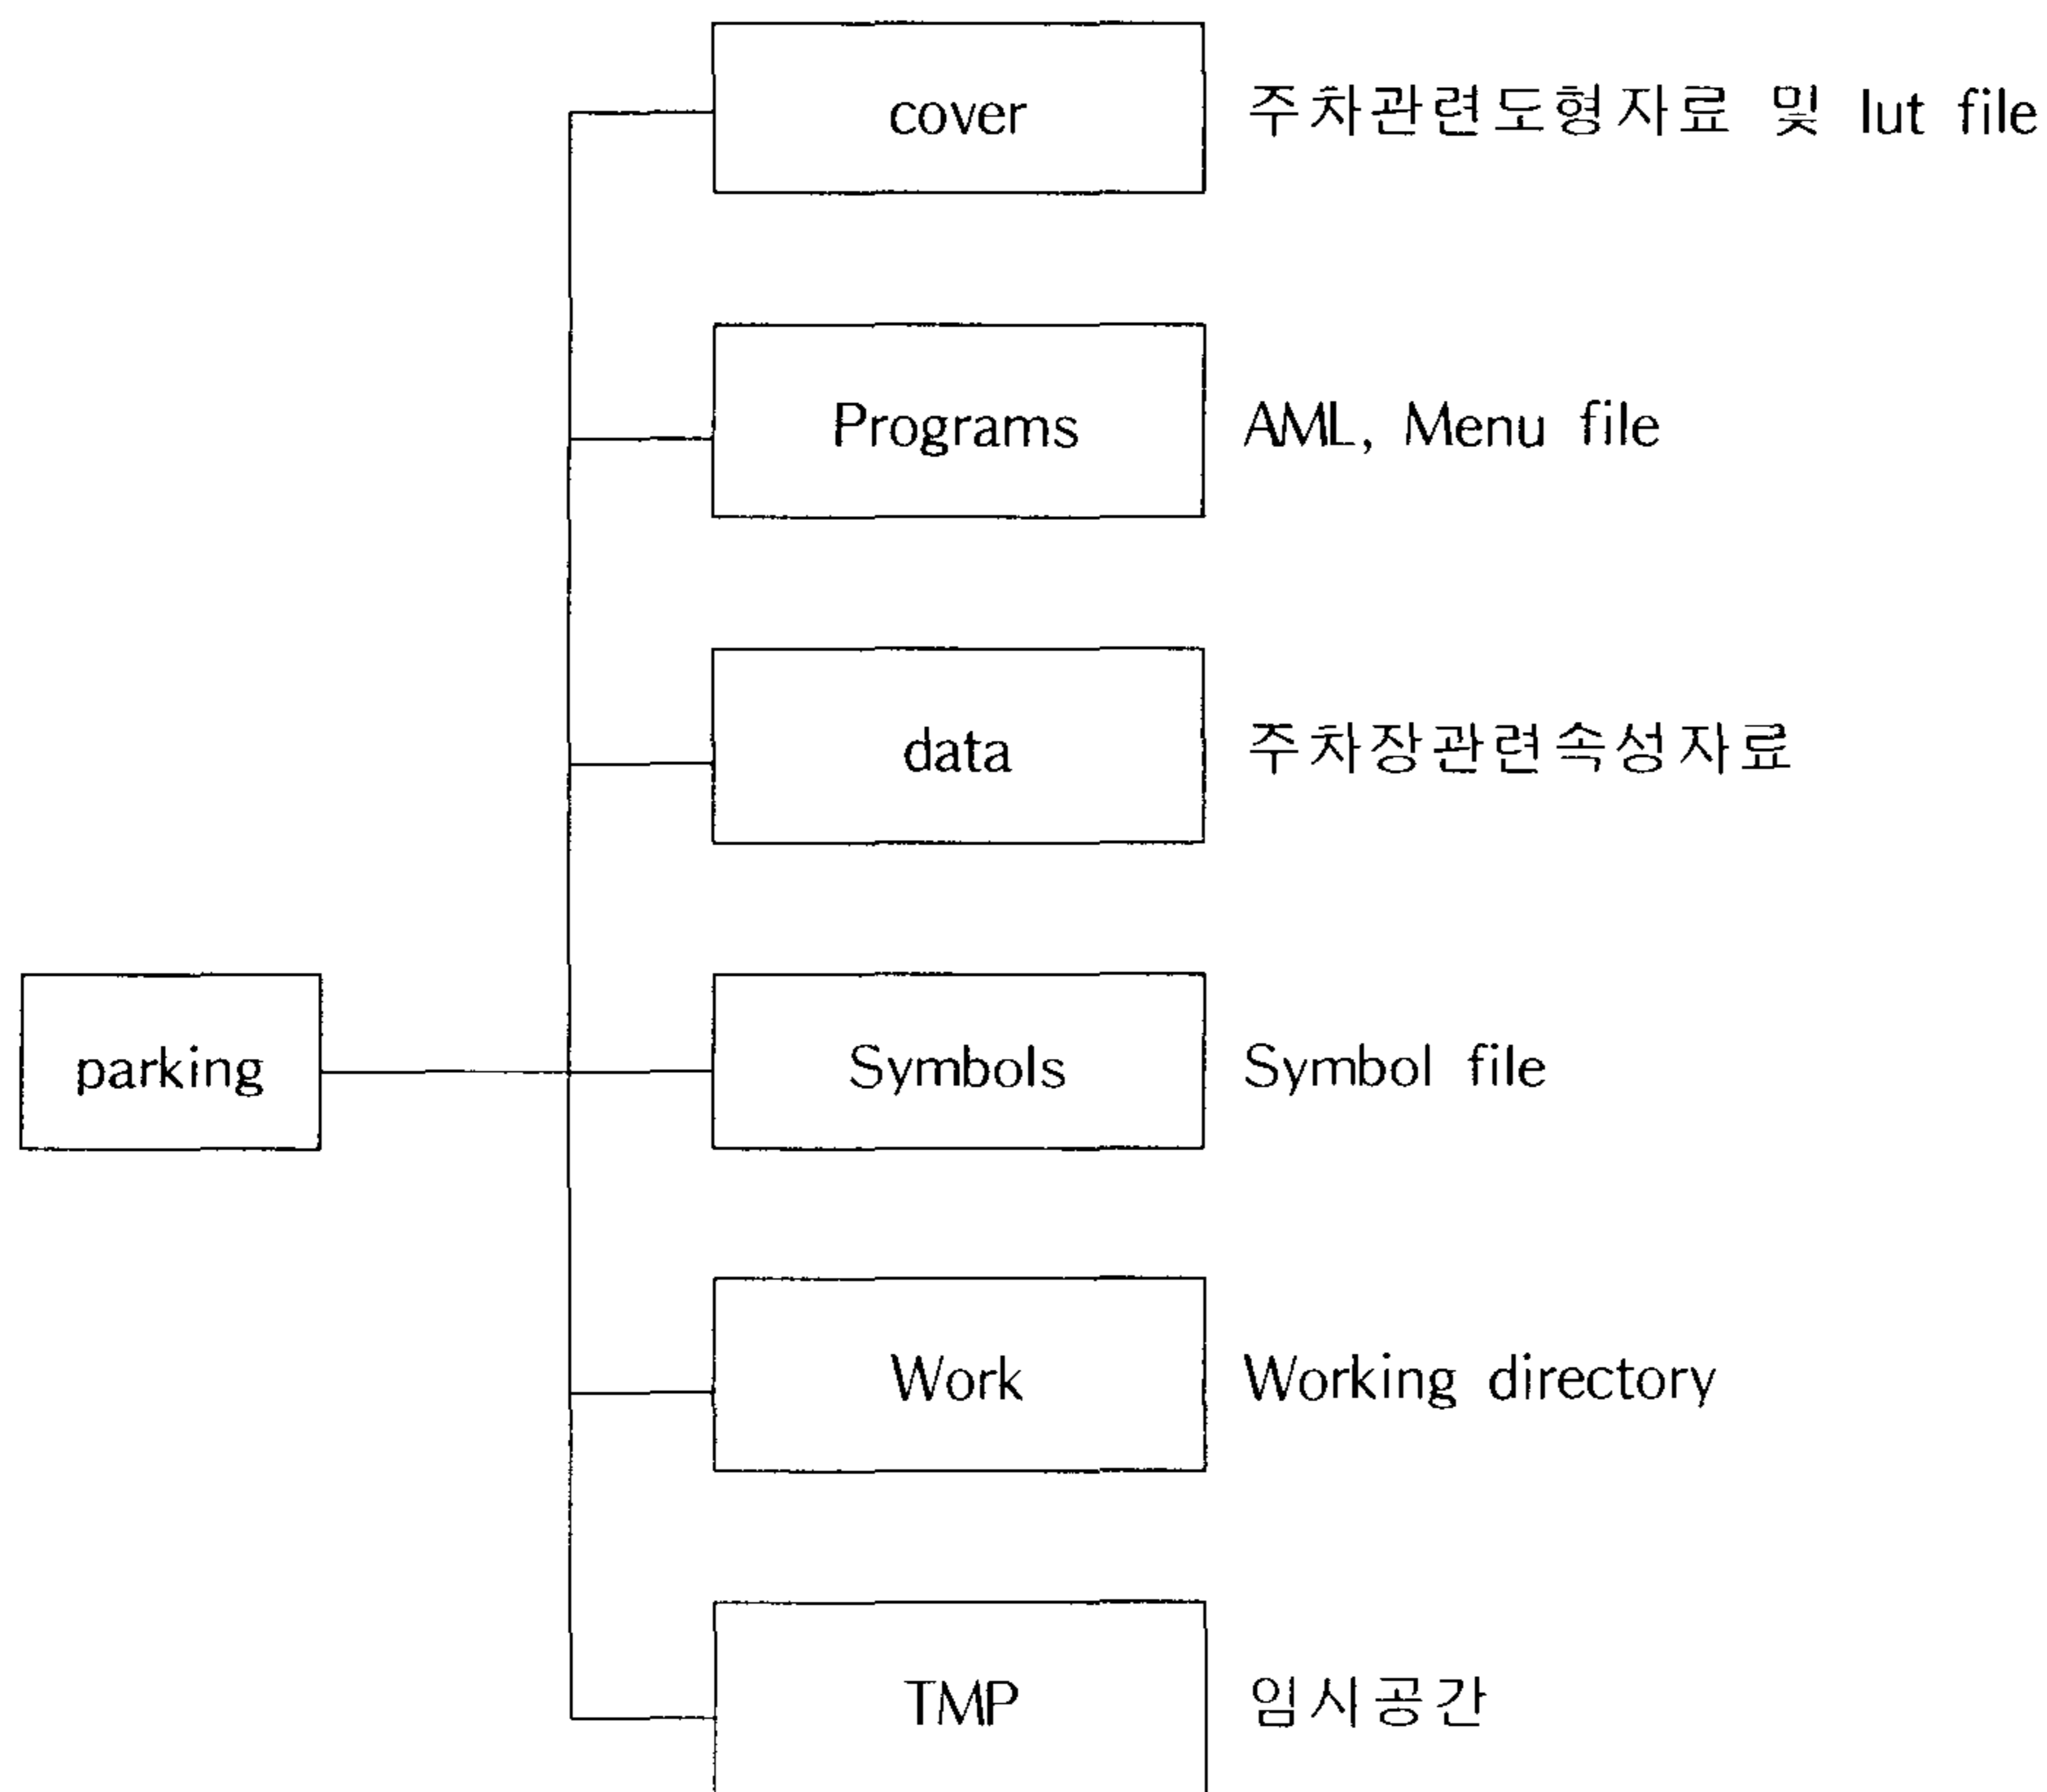 cover 주차관련도형자료 및 lut file
Programs AML, Menu file
data 주차장관련속성자료
parking Symbols Symbol file
Work Working directory
TMP 임시공간